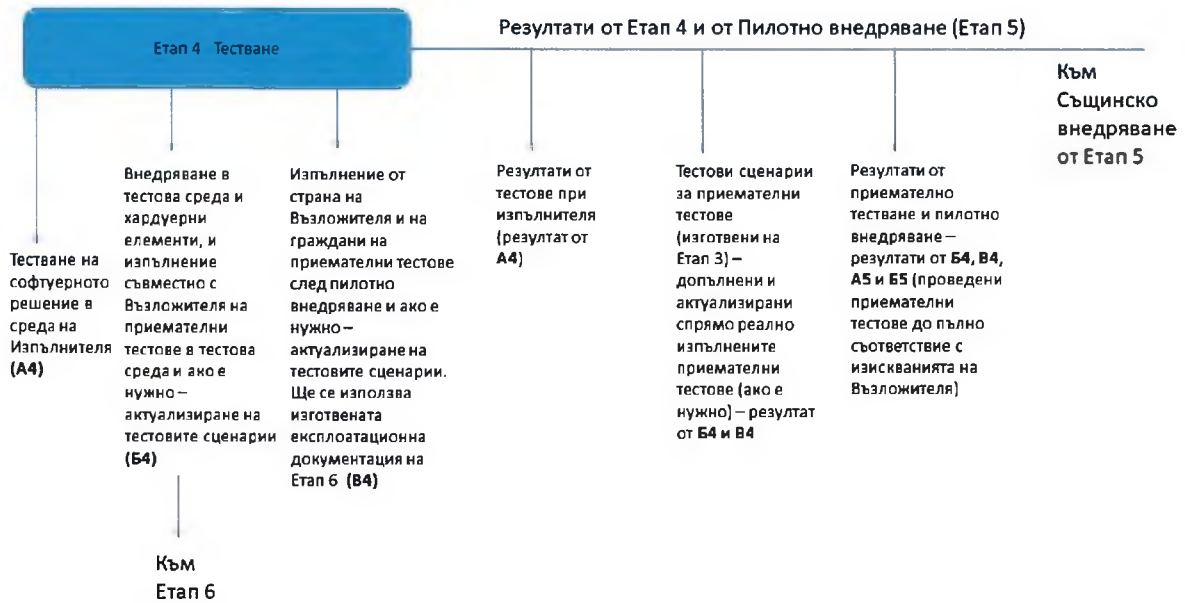 Етап 4 Тестване
Резултати от Етап 4 и от Пилотно внедряване (Етап 5)
Към
Същинско
внедряване
от Етап 5
Тестване на
софтуерното
решение в
среда на
Изпълнителя
(А4)
Внедряване в
тестова среда и
хардуерни
елементи, и
изпълнение
съвместно с
Възложителя на
приемателни
тестове в тестова
среда и ако е
нужно –
актуализиране на
тестовите сценарии
(Б4)
Изпълнение от
страна на
Възложителя и на
граждани на
приемателни тестове
след пилотно
внедряване и ако е
нужно –
актуализиране на
тестовите сценарии.
Ще се използва
изготвената
експлоатационна
документация на
Етап 6 (В4)
Резултати от
тестове при
изпълнителя
(резултат от
А4)
Тестови сценарии
за приемателни
тестове
(изготвени на
Етап 3) –
допълнени и
актуализирани
спрямо реално
изпълнените
приемателни
тестове (ако е
нужно) – резултат
от Б4 и В4
Резултати от
приемателно
тестване и пилотно
внедряване –
резултати от Б4, В4,
А5 и Б5 (проведени
приемателни
тестове до пълно
съответствие с
изискванията на
Възложителя)
Към
Етап 6